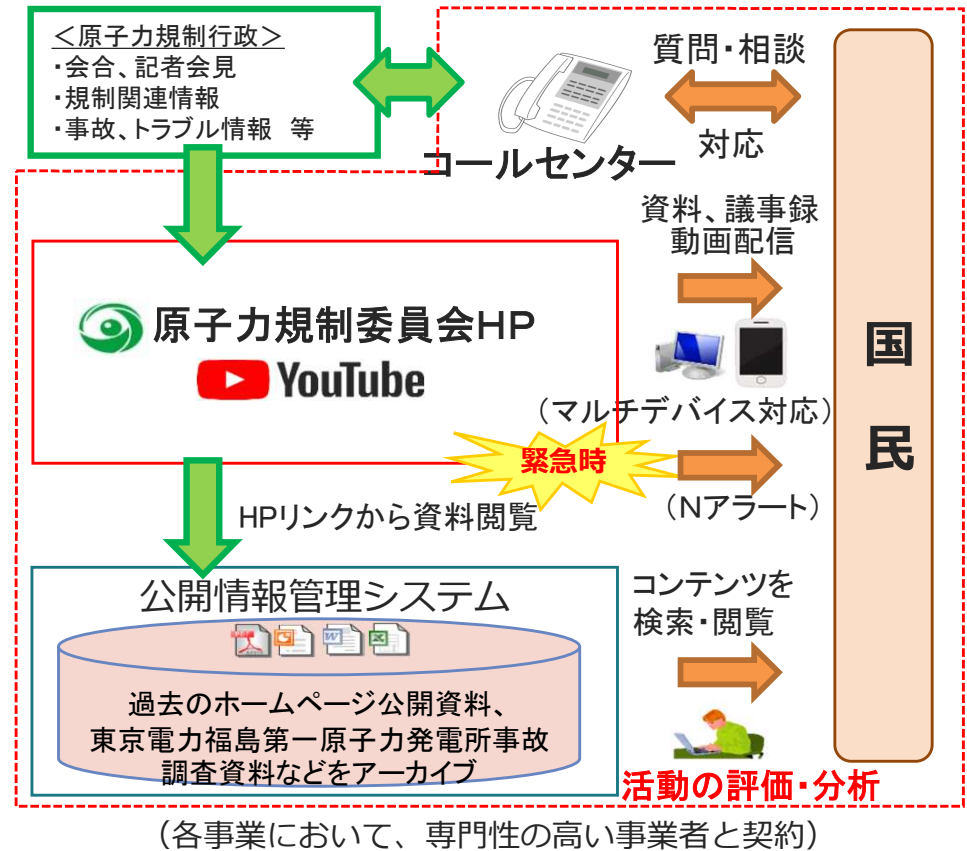 ＜原子力規制行政＞
・会合、記者会見
・規制関連情報
・事故、トラブル情報　等
質問・相談
対応
コールセンター
資料、議事録
動画配信
原子力規制委員会HP
YouTube
（マルチデバイス対応）
緊急時
（Nアラート）
国
民
HPリンクから資料閲覧
公開情報管理システム
過去のホームページ公開資料、
東京電力福島第一原子力発電所事故
調査資料などをアーカイブ
コンテンツを
検索・閲覧
活動の評価・分析
（各事業において、専門性の高い事業者と契約）